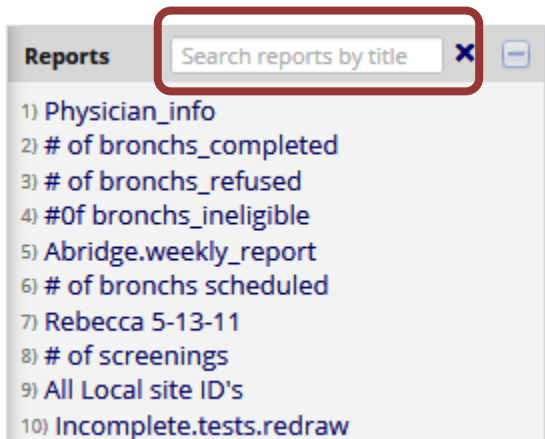 Reports Search reports by title ×
1) Physician_info
2) # of bronchs_completed
3) # of bronchs_refused
4) #0f bronchs_ineligible
5) Abridge.weekly_report
6) # of bronchs scheduled
7) Rebecca 5-13-11
8) # of screenings
9) All Local site ID's
10) Incomplete.tests.redraw